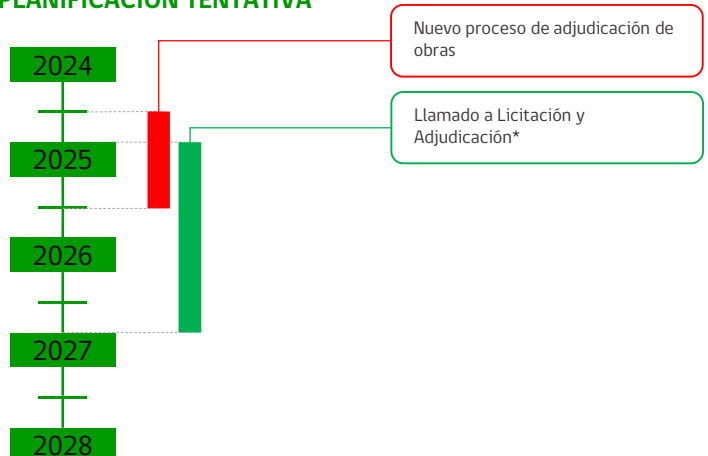 PLANIFICACIÓN TENTATIVA
Nuevo proceso de adjudicación de
obras
2024
Llamado a Licitación y
Adjudicación*
2025
2026
2027
2028